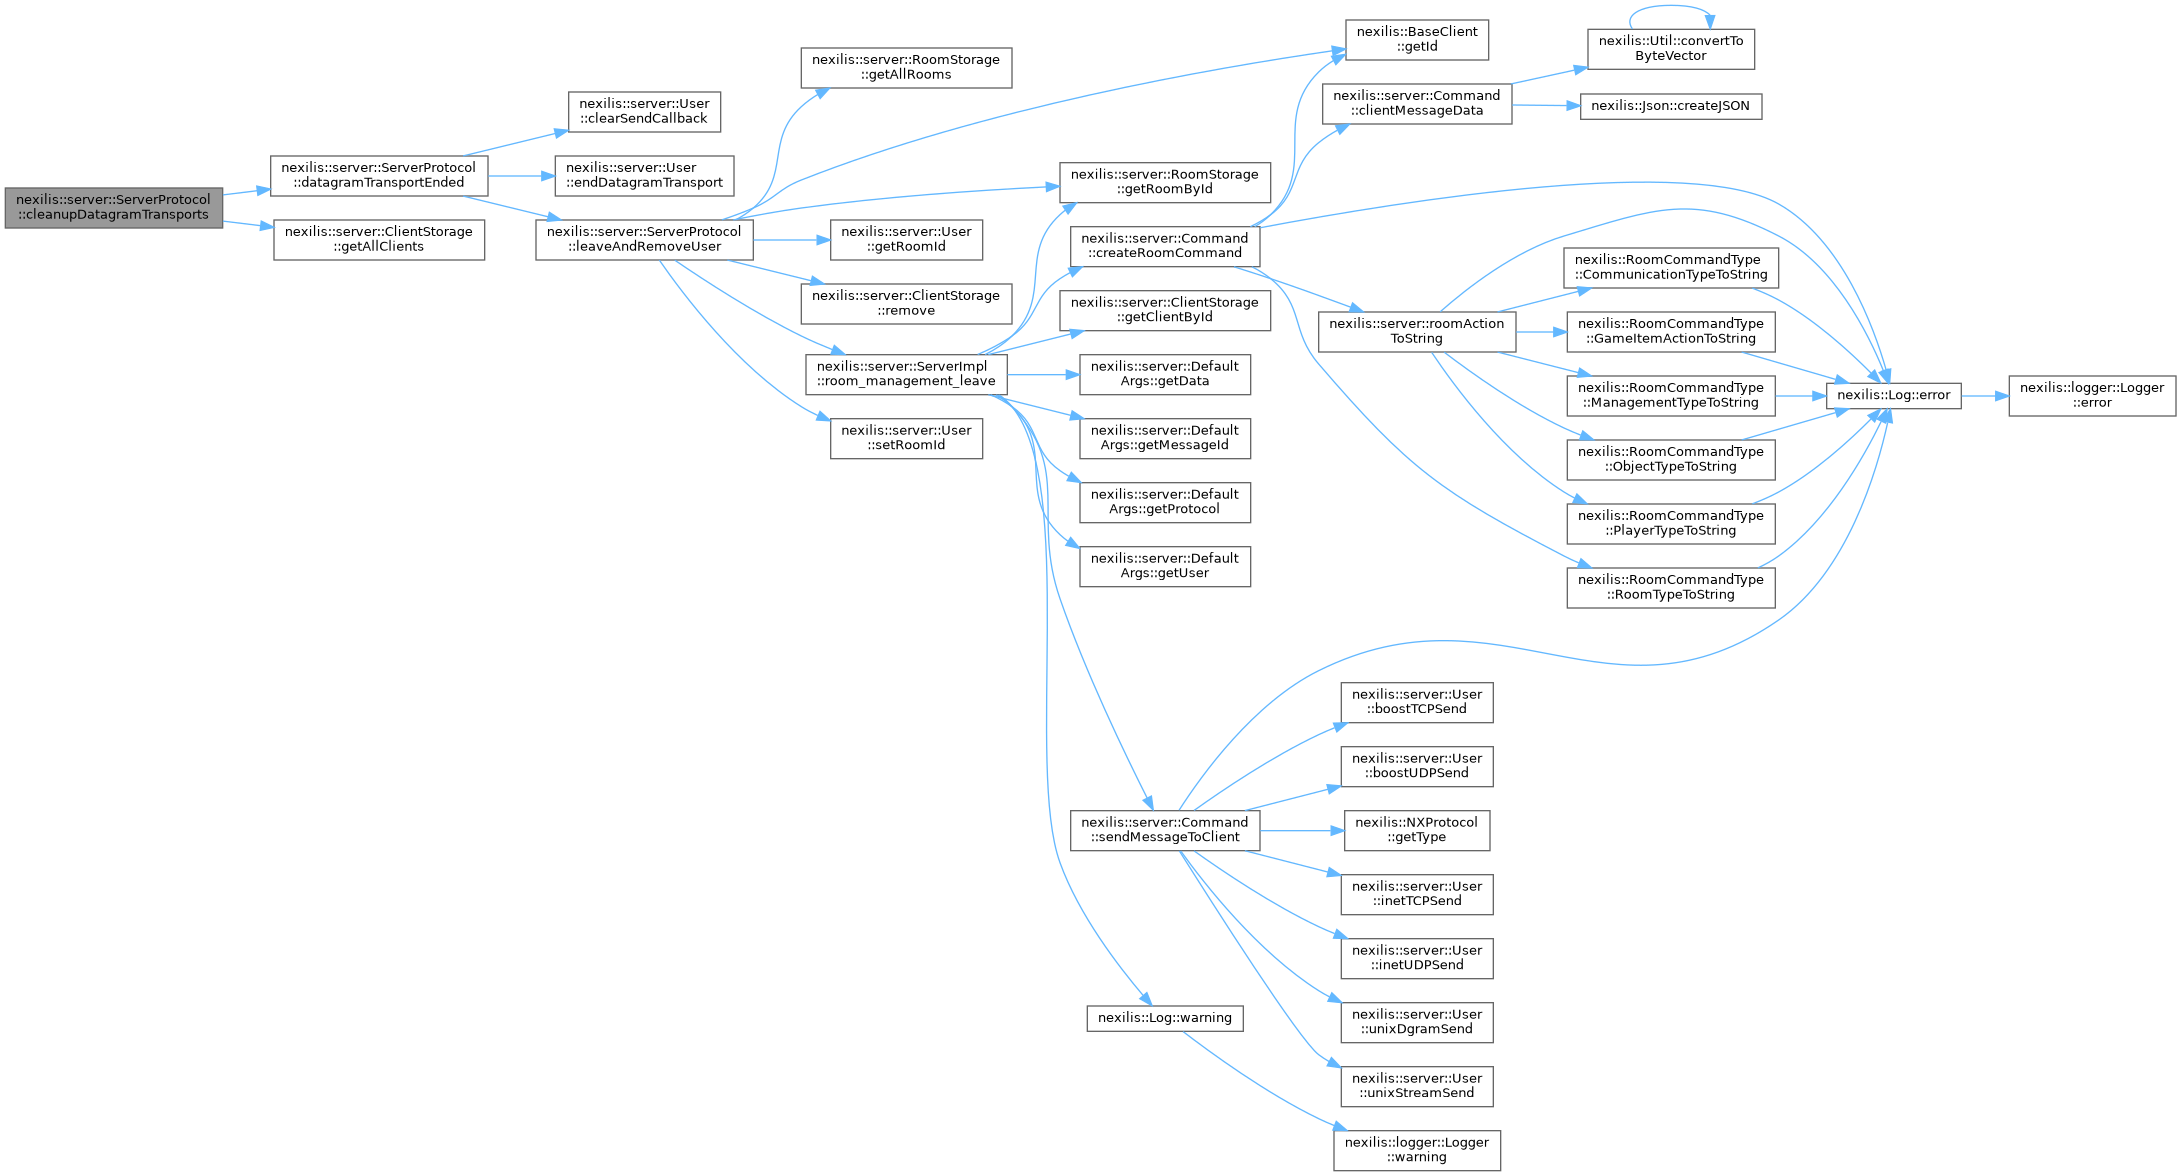 nexilis::server::ServerProtocol
::cleanupDatagramTransports
nexilis::server::ServerProtocol
::datagramTransportEnded
nexilis::server::ClientStorage
::getAllClients
nexilis::server::User
::clearSendCallback
nexilis::server::User
::endDatagramTransport
nexilis::server::ServerProtocol
::leaveAndRemoveUser
nexilis::server::RoomStorage
::getAllRooms
nexilis::server::User
::getRoomId
nexilis::server::ClientStorage
::remove
nexilis::server::ServerImpl
::room_management_leave
nexilis::server::User
::setRoomId
nexilis::server::RoomStorage
::getRoomById
nexilis::server::Command
::createRoomCommand
nexilis::server::ClientStorage
::getClientById
nexilis::server::Default
Args::getData
nexilis::server::Default
Args::getMessageId
nexilis::server::Default
Args::getProtocol
nexilis::server::Default
Args::getUser
nexilis::server::Command
::sendMessageToClient
nexilis::Log::warning
nexilis::BaseClient
::getId
nexilis::server::Command
::clientMessageData
nexilis::server::roomAction
ToString
nexilis::server::User
::boostTCPSend
nexilis::server::User
::boostUDPSend
nexilis::NXProtocol
::getType
nexilis::server::User
::inetTCPSend
nexilis::server::User
::inetUDPSend
nexilis::server::User
::unixDgramSend
nexilis::server::User
::unixStreamSend
nexilis::logger::Logger
::warning
nexilis::Util::convertTo
ByteVector
nexilis::Json::createJSON
nexilis::RoomCommandType
::CommunicationTypeToString
nexilis::RoomCommandType
::GameItemActionToString
nexilis::RoomCommandType
::ManagementTypeToString
nexilis::RoomCommandType
::ObjectTypeToString
nexilis::RoomCommandType
::PlayerTypeToString
nexilis::RoomCommandType
::RoomTypeToString
nexilis::Log::error
nexilis::logger::Logger
::error